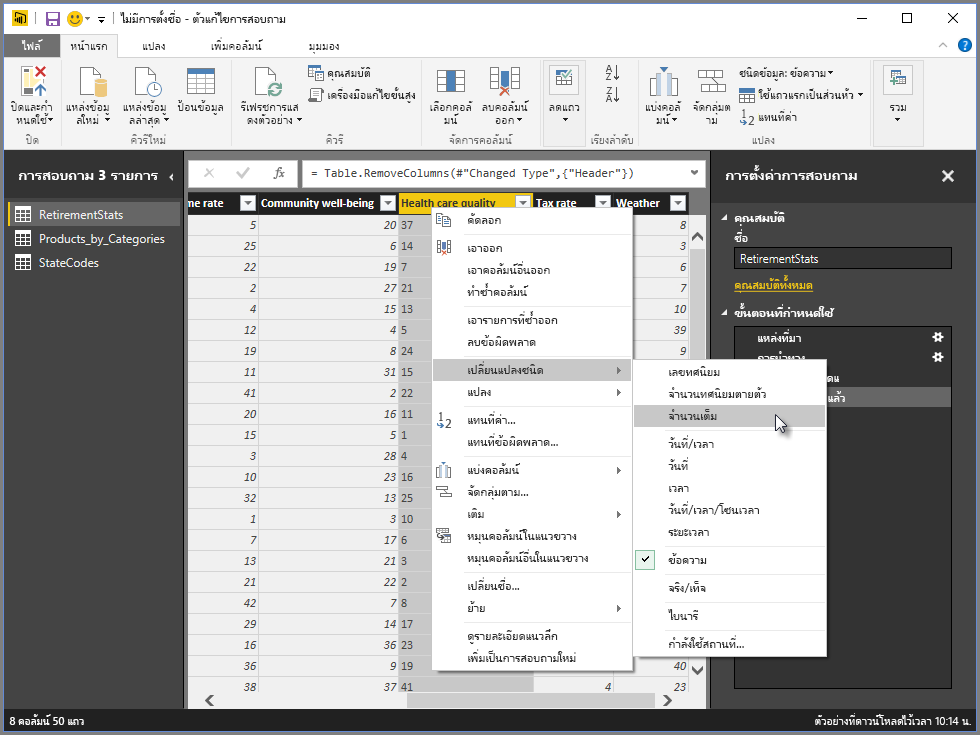 ไม่มีการตั้งชื่อ - ตัวแก้ไขการสอบถาม
ไฟล์ หน้าแรก แปลง เพิ่มคอลัมน์ มุมมอง
ปิดและกำหนดใช้
ปิด
แหล่งข้อมูลใหม่
แหล่งข้อมูลล่าสุด
ป้อนข้อมูล
คิวรีใหม่
รีเฟรชการแสดงตัวอย่าง
คุณสมบัติ
เครื่องมือแก้ไขขั้นสูง
คิวรี
เลือกคอลัมน์
ลบคอลัมน์ออก
จัดการคอลัมน์
ลดแถว
เรียงลำดับ
แบ่งคอลัมน์
จัดกลุ่มตาม
ชนิดข้อมูล: ข้อความ
ใช้แถวแรกเป็นส่วนหัว
แทนที่ค่า
แปลง
รวม
การสอบถาม 3 รายการ
RetirementStats
Products_by_Categories
StateCodes
fx = Table.RemoveColumns(#"Changed Type",{"Header"})
me rate Community well-being Health care quality Tax rate Weather
5 20 37 8
25 6 14 3
22 19 7 6
2 27 21 7
4 15 13 10
12 4 5 39
19 8 24 9
11 31 15
41 2 22
20 16 11
15 5 1
3 28 4
10 23 16
32 13 25
1 3 10
7 17 6
13 21 3
21 22 2
42 7 8
29 14 17
16 36 23
36 9 19 40
38 37 41 4 23
คัดลอก
เอาออก
เอาคอลัมน์อื่นออก
ทำซ้ำคอลัมน์
เอารายการที่ซ้ำออก
ลบข้อผิดพลาด
เปลี่ยนแปลงชนิด
แปลง
แทนที่ค่า...
แทนที่ข้อผิดพลาด...
แบ่งคอลัมน์
จัดกลุ่มตาม...
เติม
หมุนคอลัมน์ในแนวขวาง
หมุนคอลัมน์อื่นในแนวขวาง
เปลี่ยนชื่อ...
ย้าย
ดูรายละเอียดแนวลึก
เพิ่มเป็นการสอบถามใหม่
เลขทศนิยม
จำนวนทศนิยมตายตัว
จำนวนเต็ม
วันที่/เวลา
วันที่
เวลา
วันที่/เวลา/โซนเวลา
ระยะเวลา
ข้อความ
จริง/เท็จ
ไบนารี
กำลังใช้สถานที่...
การตั้งค่าการสอบถาม
คุณสมบัติ
ชื่อ
RetirementStats
คุณสมบัติทั้งหมด
ขั้นตอนที่กำหนดใช้
แหล่งที่มา
การนำทาง
แล้ว
8 คอลัมน์ 50 แถว
ตัวอย่างที่ดาวน์โหลดไว้เวลา 10:14 น.